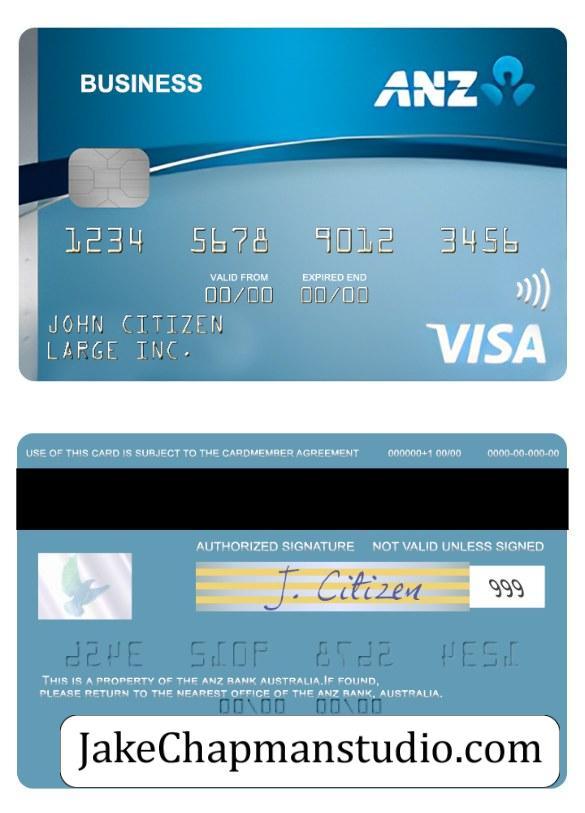 BUSINESS
ANZ
1234 5678 9012 3456
VALID FROM EXPIRED END
00/00 00/00
JOHN CITIZEN
LARGE INC.
VISA
USE OF THIS CARD IS SUBJECT TO THE CARDMEMBER AGREEMENT 000000+1 00/00 0000-00-000-00
AUTHORIZED SIGNATURE NOT VALID UNLESS SIGNED
J. Citizen 999
THIS IS A PROPERTY OF THE ANZ BANK AUSTRALIA.IF FOUND,
PLEASE RETURN TO THE NEAREST OFFICE OF THE ANZ BANK, AUSTRALIA.
00/00 00/00
JakeChapmanstudio.com